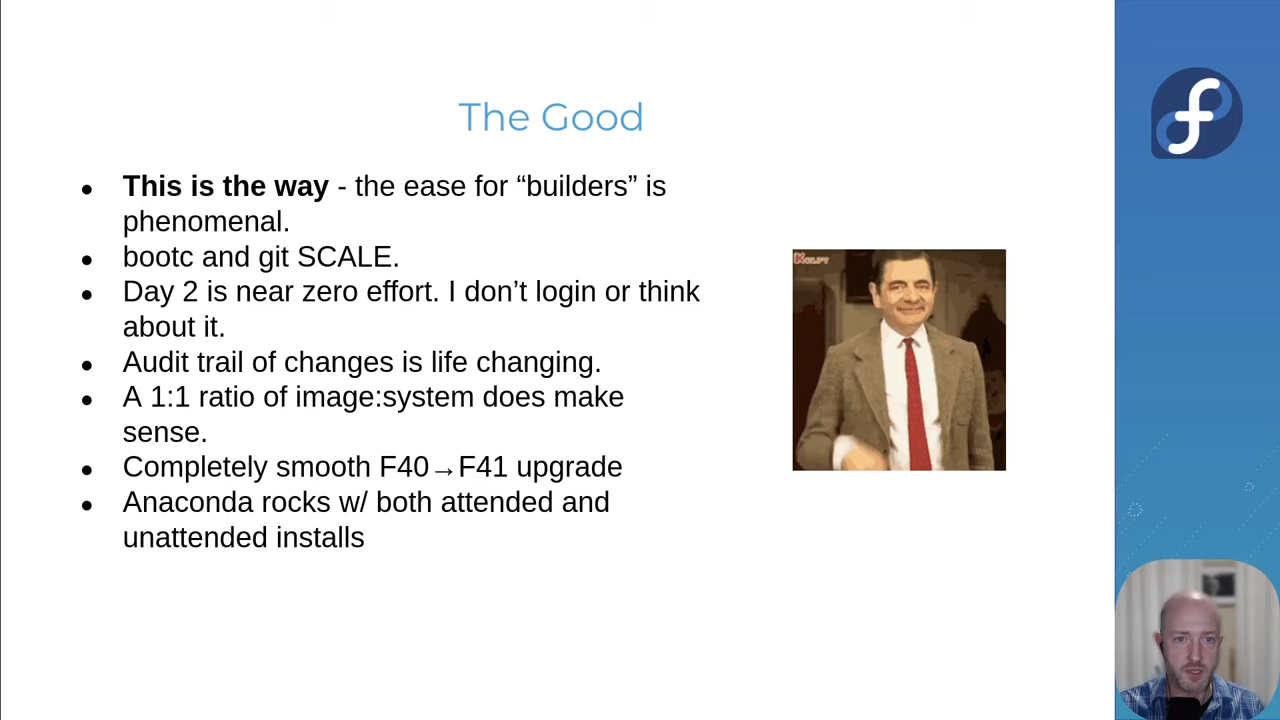 The Good
This is the way - the ease for “builders” is
phenomenal.
bootc and git SCALE.
Day 2 is near zero effort. I don’t login or think
about it.
Audit trail of changes is life changing.
A 1:1 ratio of image:system does make
sense.
Completely smooth F40→F41 upgrade
Anaconda rocks w/ both attended and
unattended installs